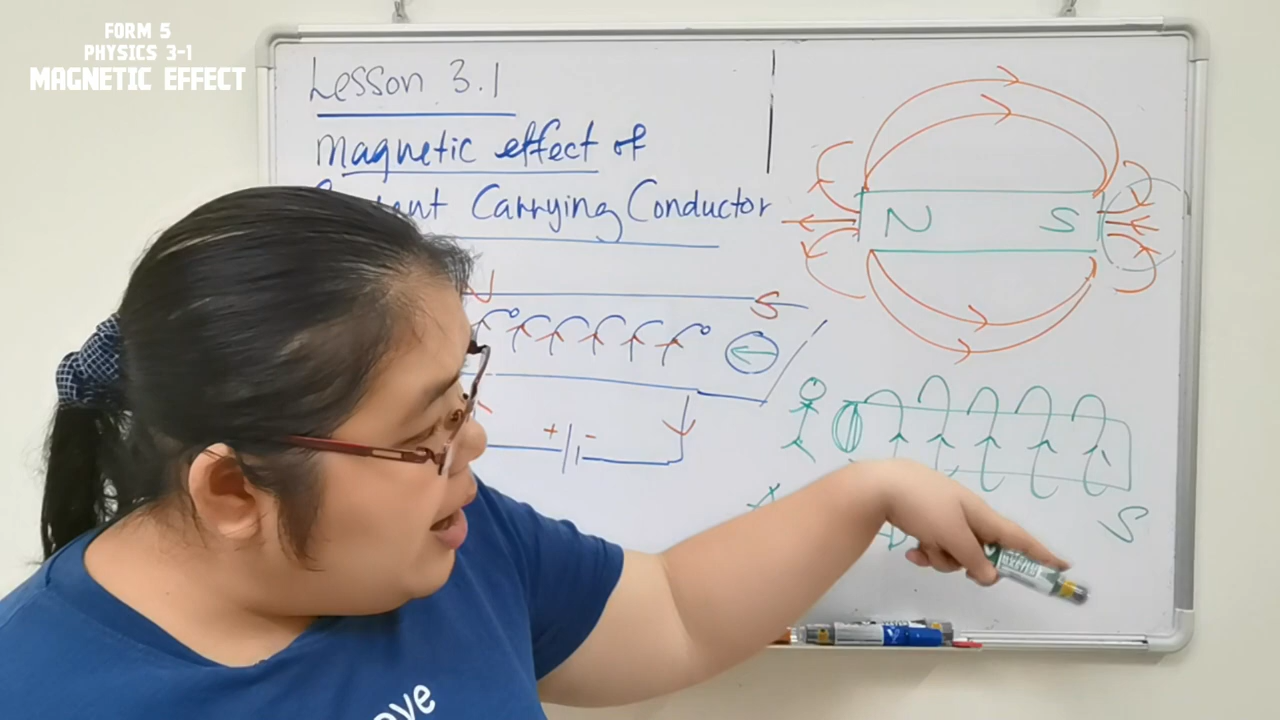 FORM 5
PHYSICS 3-1
MAGNETIC EFFECT
Lesson 3.1
Magnetic effect of
Carrying Conductor
N S
N
S
+ -
S